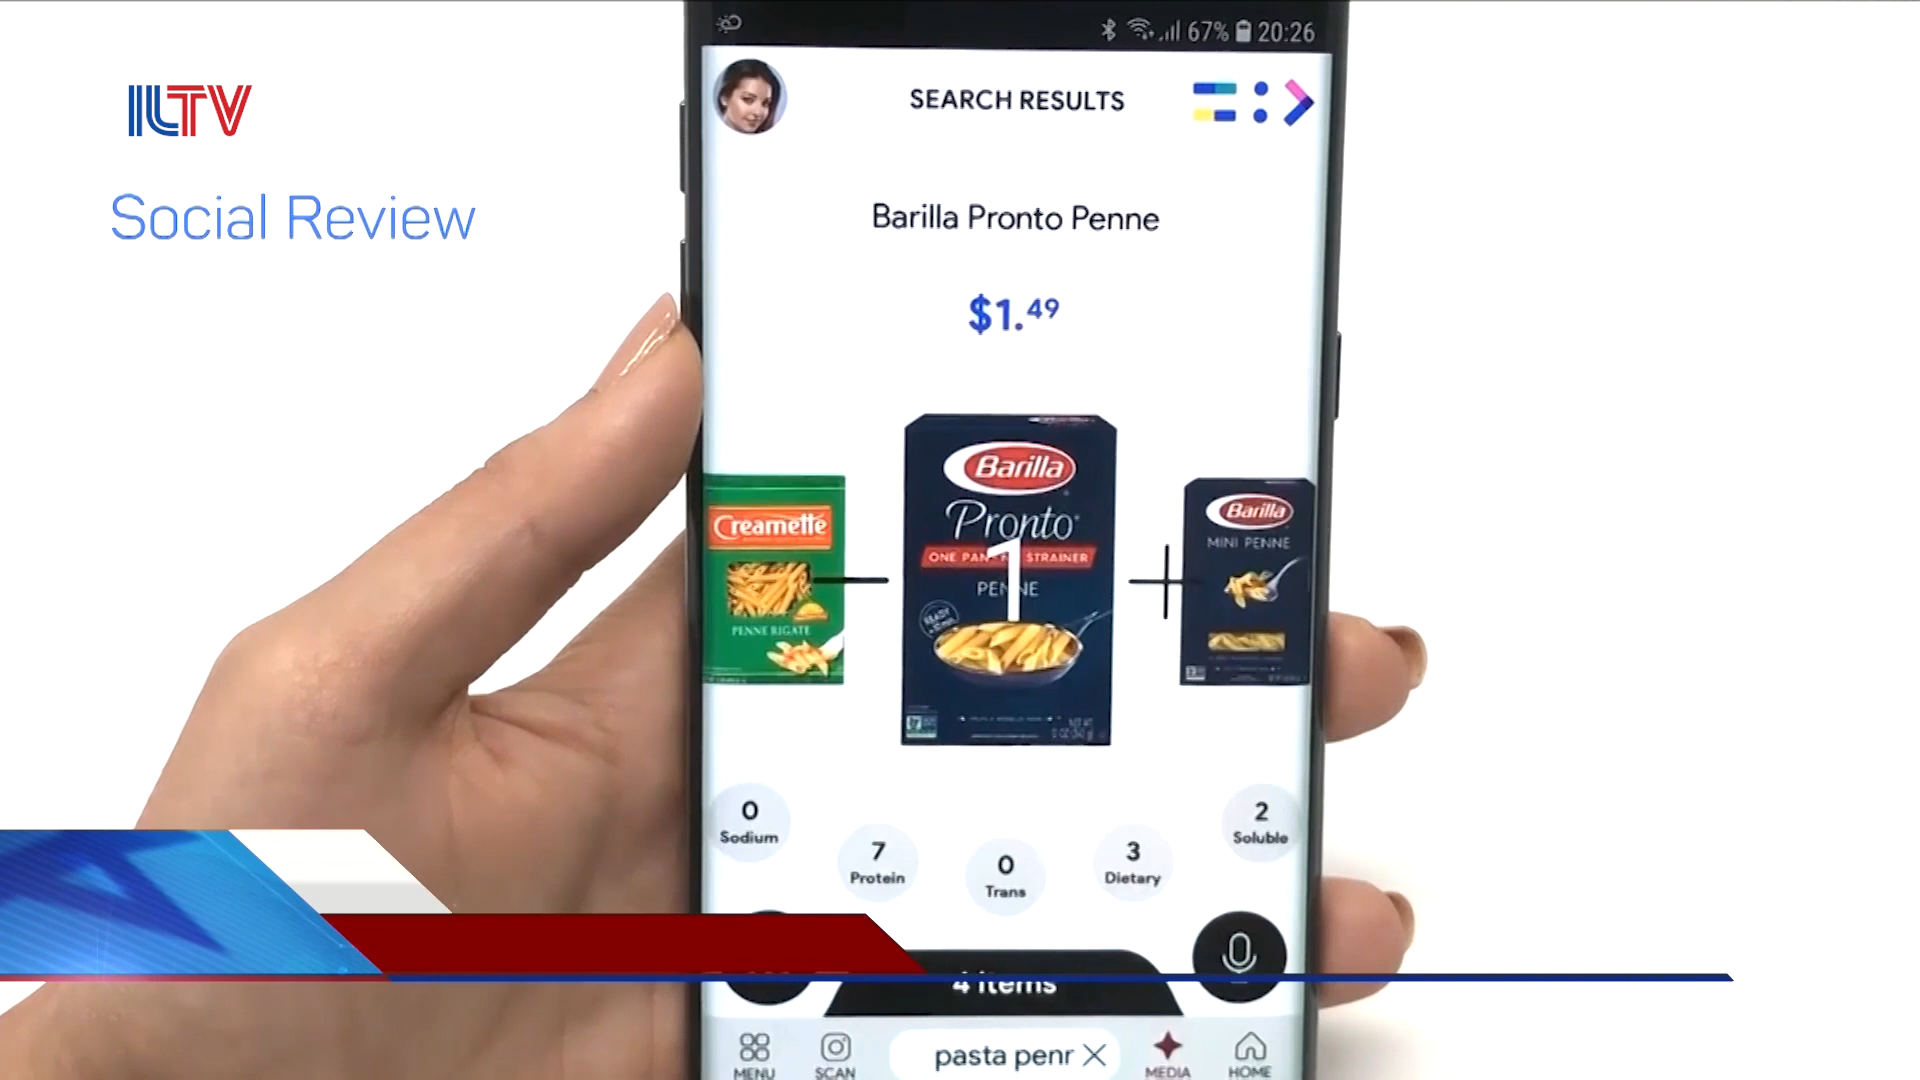 ILTV
Social Review
67% 20:26
SEARCH RESULTS
Barilla Pronto Penne
$1.49
Creamette
PENNE RIGATE
Barilla
Pronto
ONE PAN STRAINER
1
PENNE
READY
Barilla
MINI PENNE
0
Sodium
7
Protein
0
Trans
3
Dietary
2
Soluble
4 items
pasta penr
MENU
SCAN
MEDIA
HOME